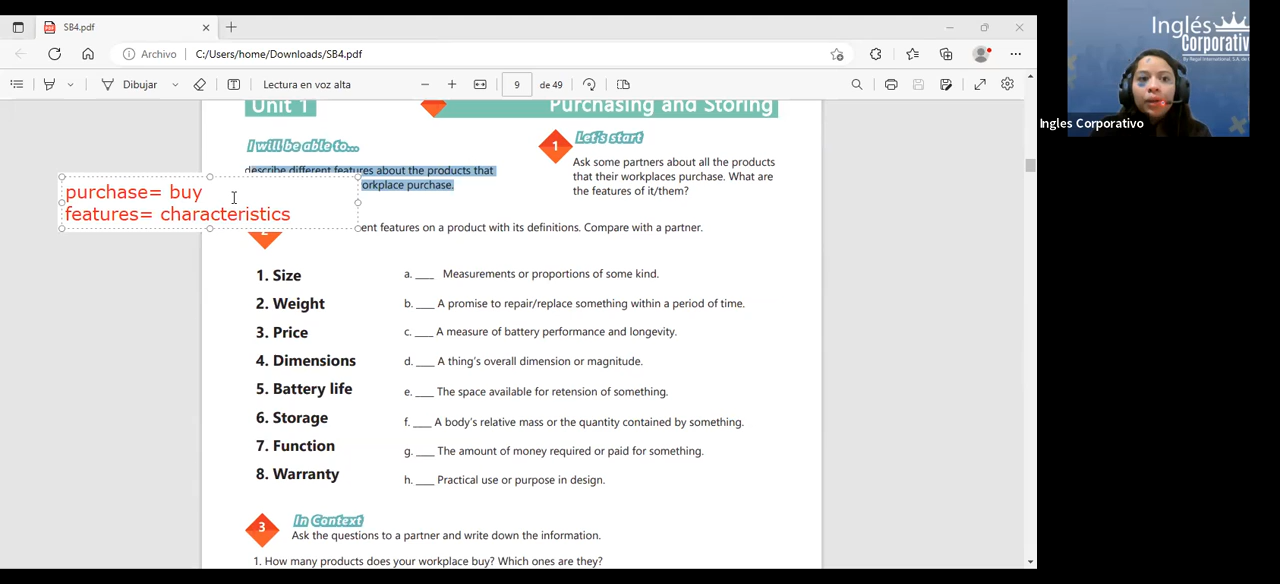 SB4.pdf
Archivo
C:/Users/home/Downloads/SB4.pdf
Dibujar
Lectura en voz alta
9
de 49
Unit 1
Purchasing and Storing
I will be able to...
describe different features about the products that
orkplace purchase.
purchase= buy
features= characteristics
1
Let's start
Ask some partners about all the products
that their workplaces purchase. What are
the features of it/them?
ent features on a product with its definitions. Compare with a partner.
1. Size
a. ___ Measurements or proportions of some kind.
2. Weight
b. ___ A promise to repair/replace something within a period of time.
3. Price
c. ___ A measure of battery performance and longevity.
4. Dimensions
d. ___ A thing's overall dimension or magnitude.
5. Battery life
e. ___ The space available for retension of something.
6. Storage
f. ___ A body's relative mass or the quantity contained by something.
7. Function
g. ___ The amount of money required or paid for something.
8. Warranty
h. ___ Practical use or purpose in design.
3
In Context
Ask the questions to a partner and write down the information.
1. How many products does your workplace buy? Which ones are they?
Inglés
Corporativo
Ingles Corporativo